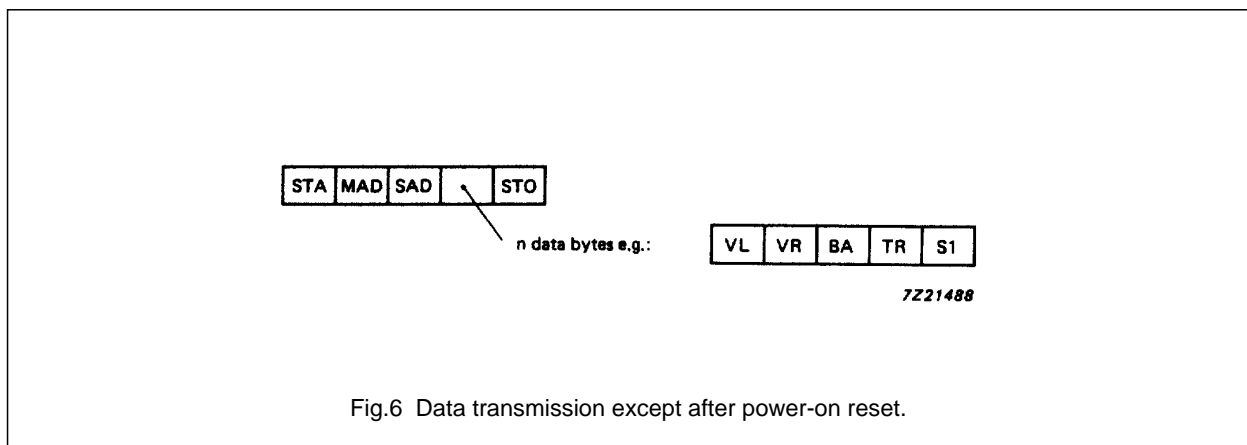 STA MAD SAD STO
n data bytes e.g.: VL VR BA TR S1
7Z21488
Fig.6 Data transmission except after power-on reset.